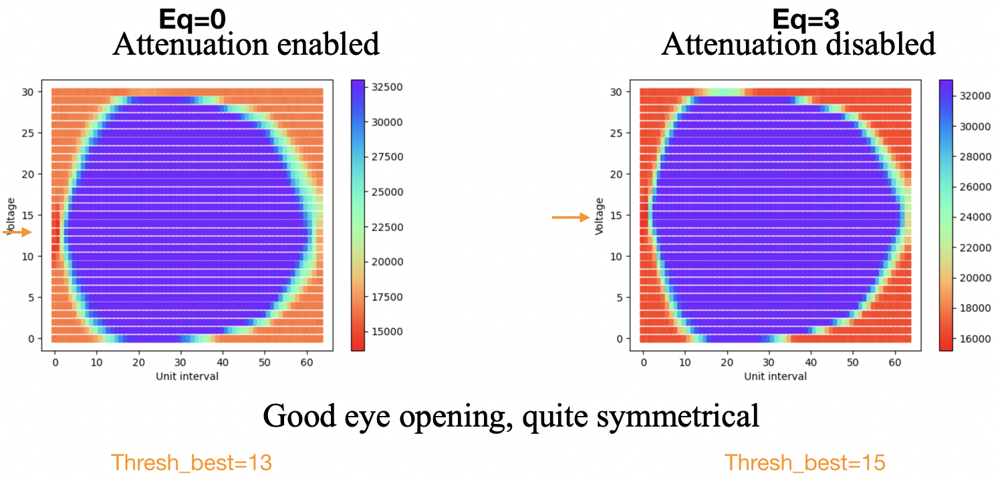 Eq=0
Attenuation enabled
Eq=3
Attenuation disabled
30
25
20
15
10
5
0
Voltage
0 10 20 30 40 50 60
Unit interval
32500
30000
27500
25000
22500
20000
17500
15000
30
25
20
15
10
5
0
Voltage
0 10 20 30 40 50 60
Unit interval
32000
30000
28000
26000
24000
22000
20000
18000
16000
Good eye opening, quite symmetrical
Thresh_best=13
Thresh_best=15